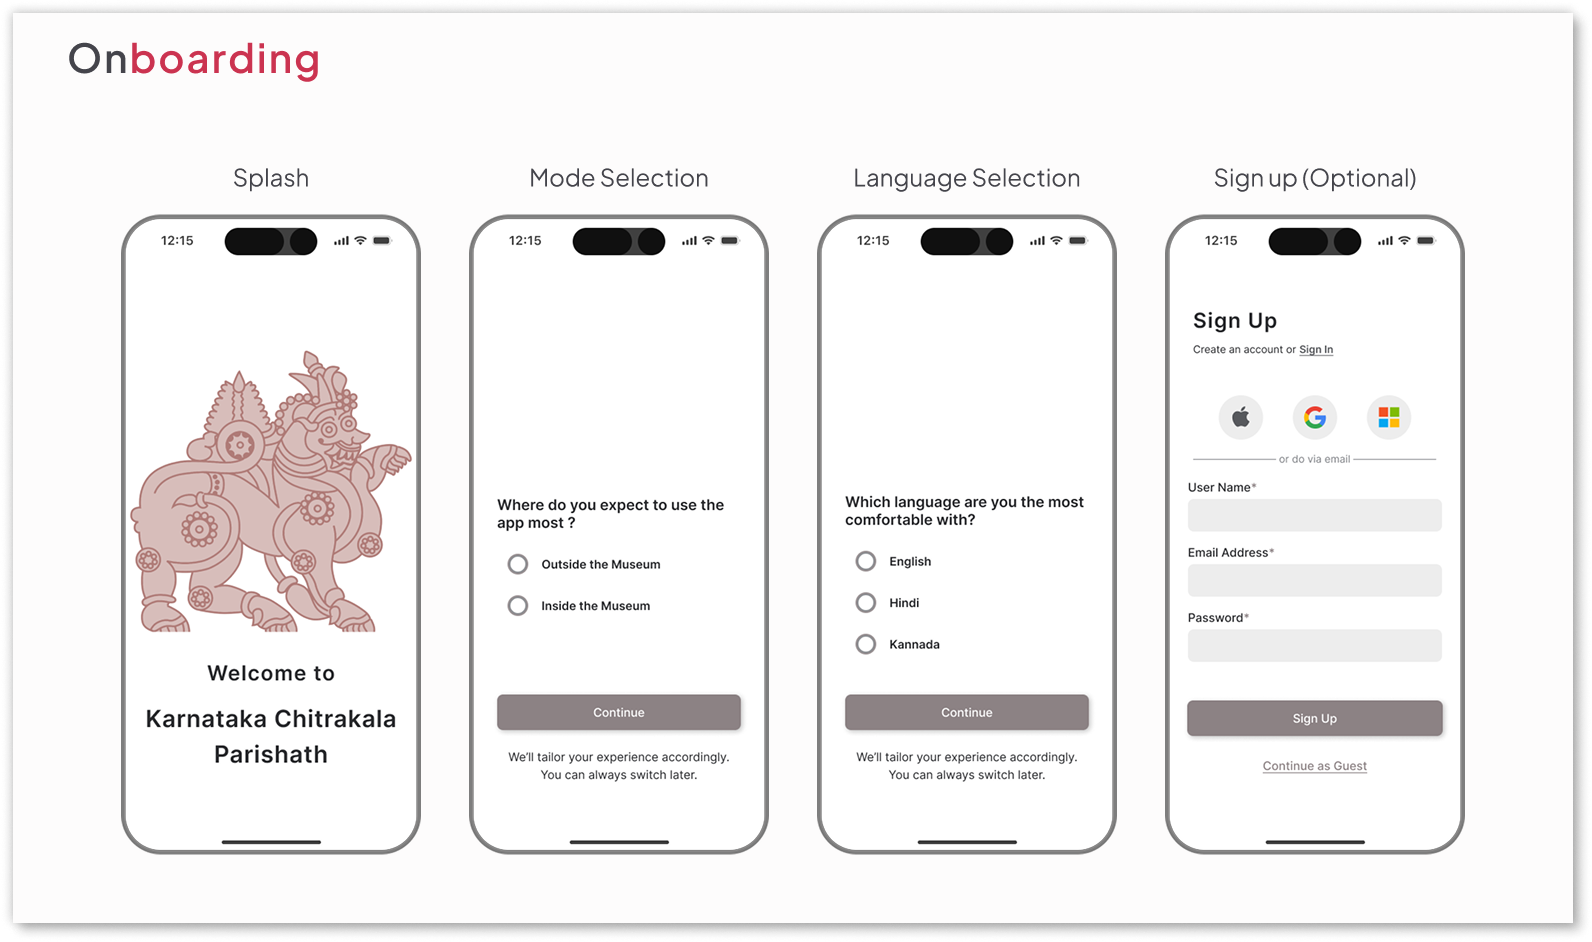 Onboarding
Splash
12:15
Welcome to
Karnataka Chitrakala
Parishath
Mode Selection
12:15
Where do you expect to use the
app most ?
Outside the Museum
Inside the Museum
Continue
We'll tailor your experience accordingly.
You can always switch later.
Language Selection
12:15
Which language are you the most
comfortable with?
English
Hindi
Kannada
Continue
We'll tailor your experience accordingly.
You can always switch later.
Sign up (Optional)
12:15
Sign Up
Create an account or Sign In
or do via email
User Name*
Email Address*
Password*
Sign Up
Continue as Guest